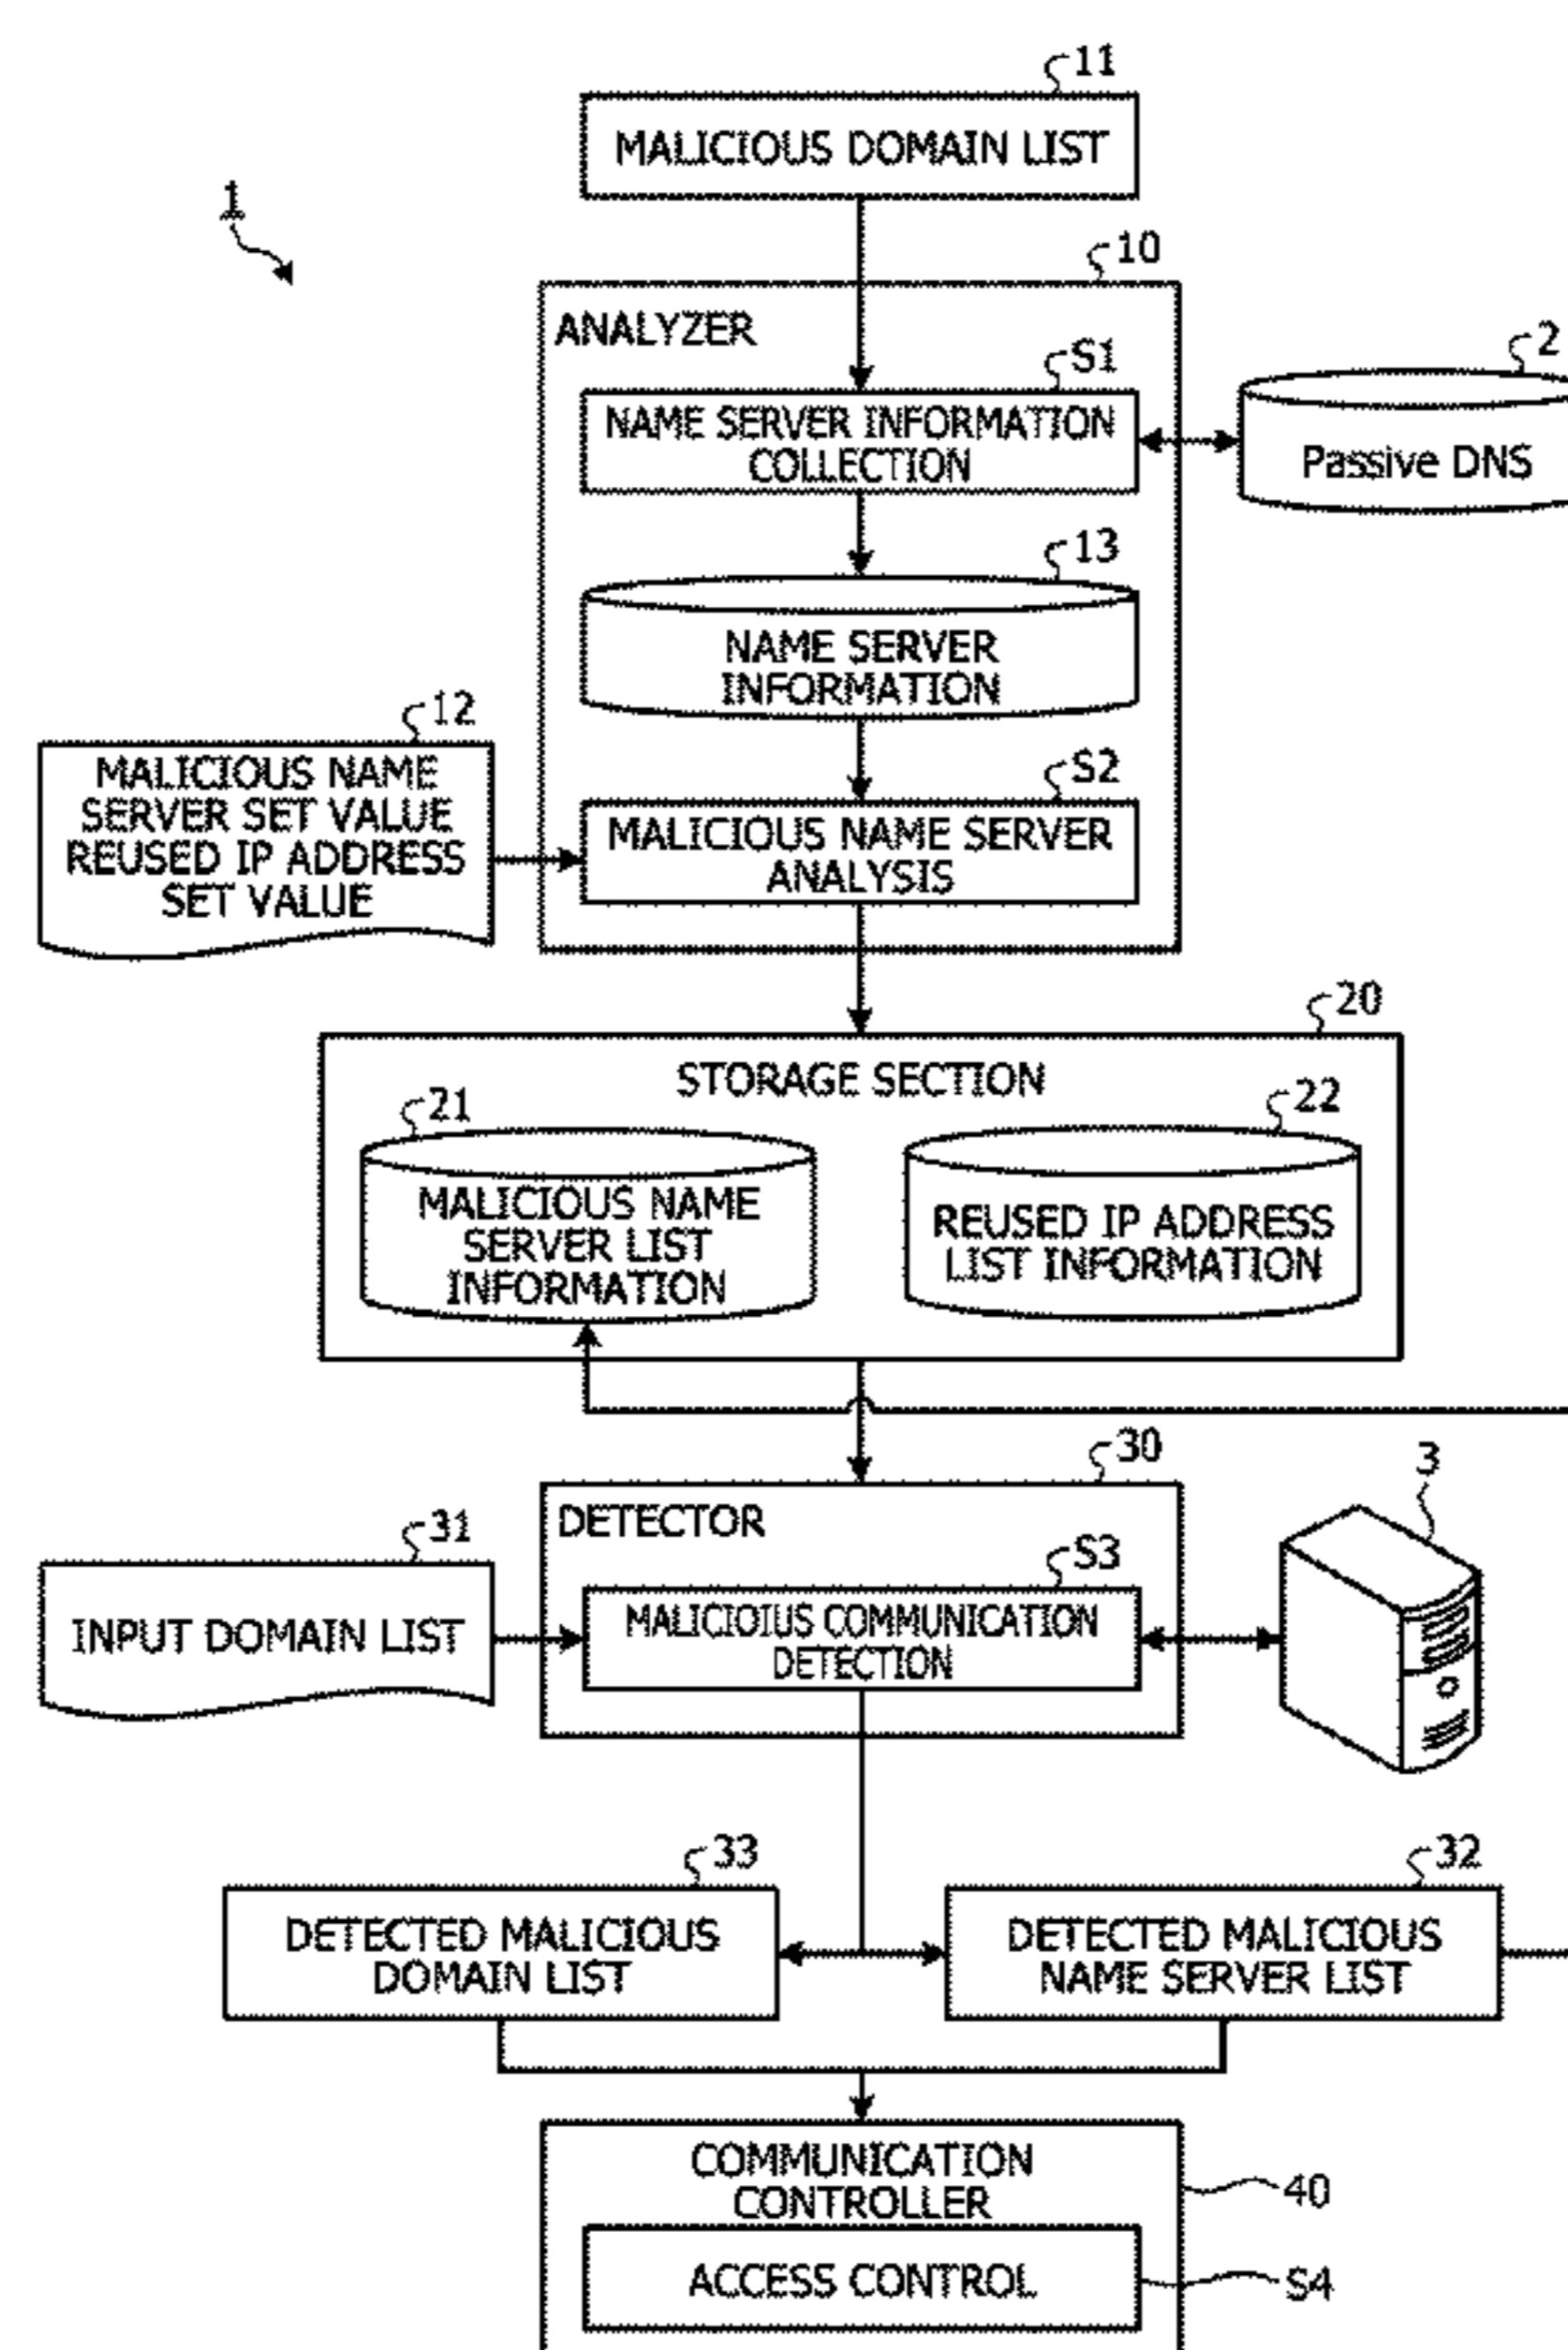 11
MALICIOUS DOMAIN LIST
1
10
ANALYZER
2
S1
NAME SERVER INFORMATION
COLLECTION
Passive DNS
13
NAME SERVER
INFORMATION
12
MALICIOUS NAME
SERVER SET VALUE
REUSED IP ADDRESS
SET VALUE
S2
MALICIOUS NAME SERVER
ANALYSIS
20
STORAGE SECTION
21
MALICIOUS NAME
SERVER LIST
INFORMATION
22
REUSED IP ADDRESS
LIST INFORMATION
30
DETECTOR
3
31
INPUT DOMAIN LIST
S3
MALICIOIUS COMMUNICATION
DETECTION
33
DETECTED MALICIOUS
DOMAIN LIST
32
DETECTED MALICIOUS
NAME SERVER LIST
COMMUNICATION
CONTROLLER
40
ACCESS CONTROL
S4